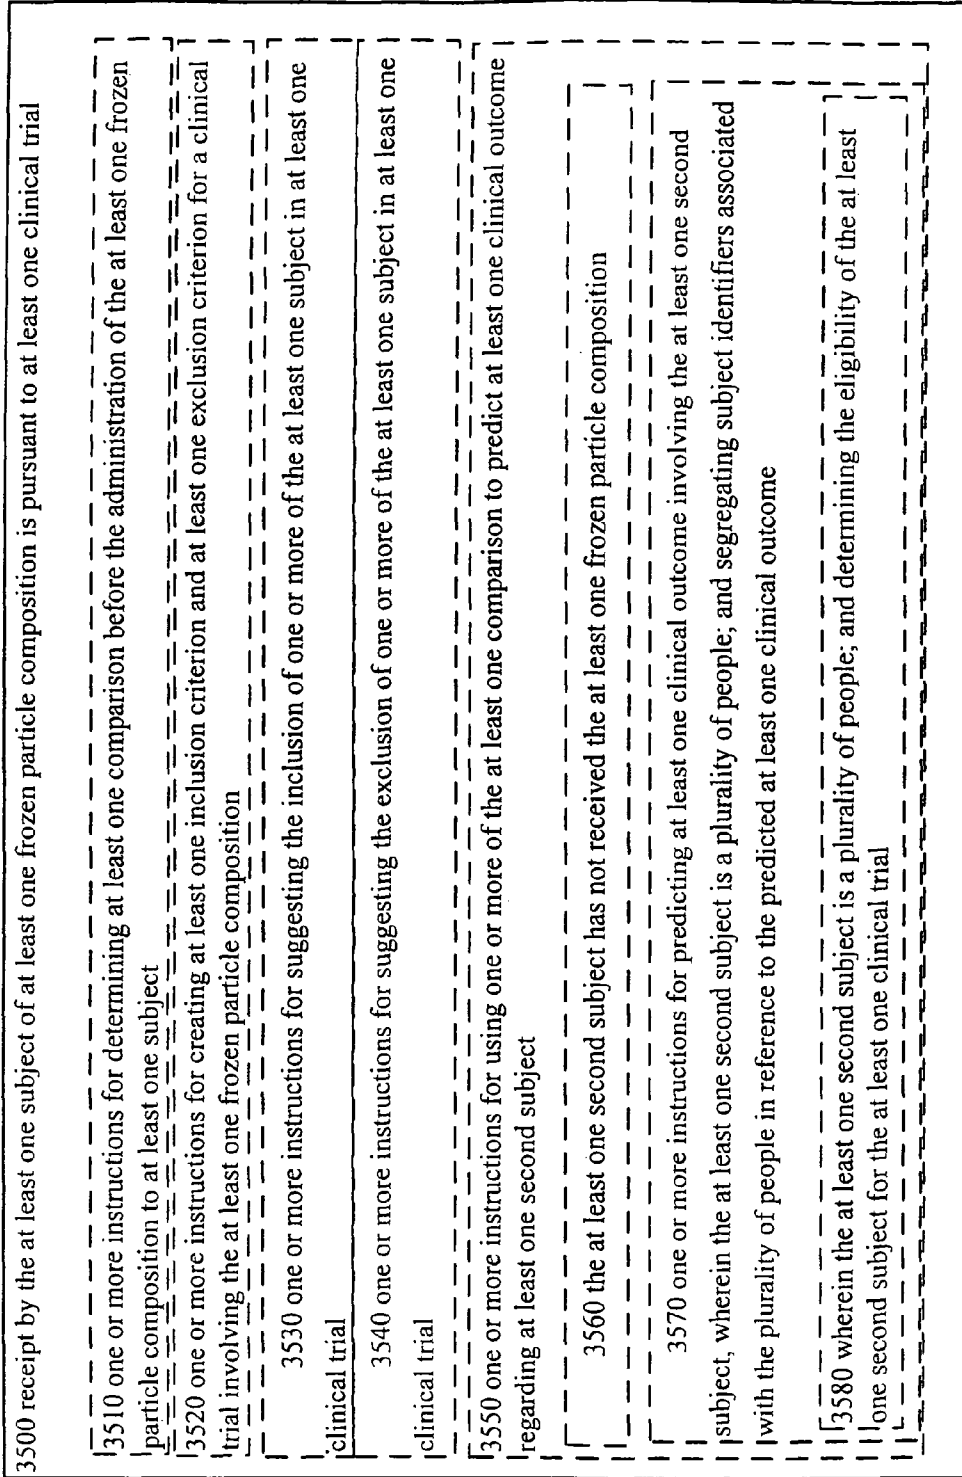 3500 receipt by the at least one subject of at least one frozen particle composition is pursuant to at least one clinical trial
3510 one or more instructions for determining at least one comparison before the administration of the at least one frozen
particle composition to at least one subject
3520 one or more instructions for creating at least one inclusion criterion and at least one exclusion criterion for a clinical
trial involving the at least one frozen particle composition
3530 one or more instructions for suggesting the inclusion of one or more of the at least one subject in at least one
clinical trial
3540 one or more instructions for suggesting the exclusion of one or more of the at least one subject in at least one
clinical trial
3550 one or more instructions for using one or more of the at least one comparison to predict at least one clinical outcome
regarding at least one second subject
3560 the at least one second subject has not received the at least one frozen particle composition
3570 one or more instructions for predicting at least one clinical outcome involving the at least one second
subject, wherein the at least one second subject is a plurality of people; and segregating subject identifiers associated
with the plurality of people in reference to the predicted at least one clinical outcome
3580 wherein the at least one second subject is a plurality of people; and determining the eligibility of the at least
one second subject for the at least one clinical trial